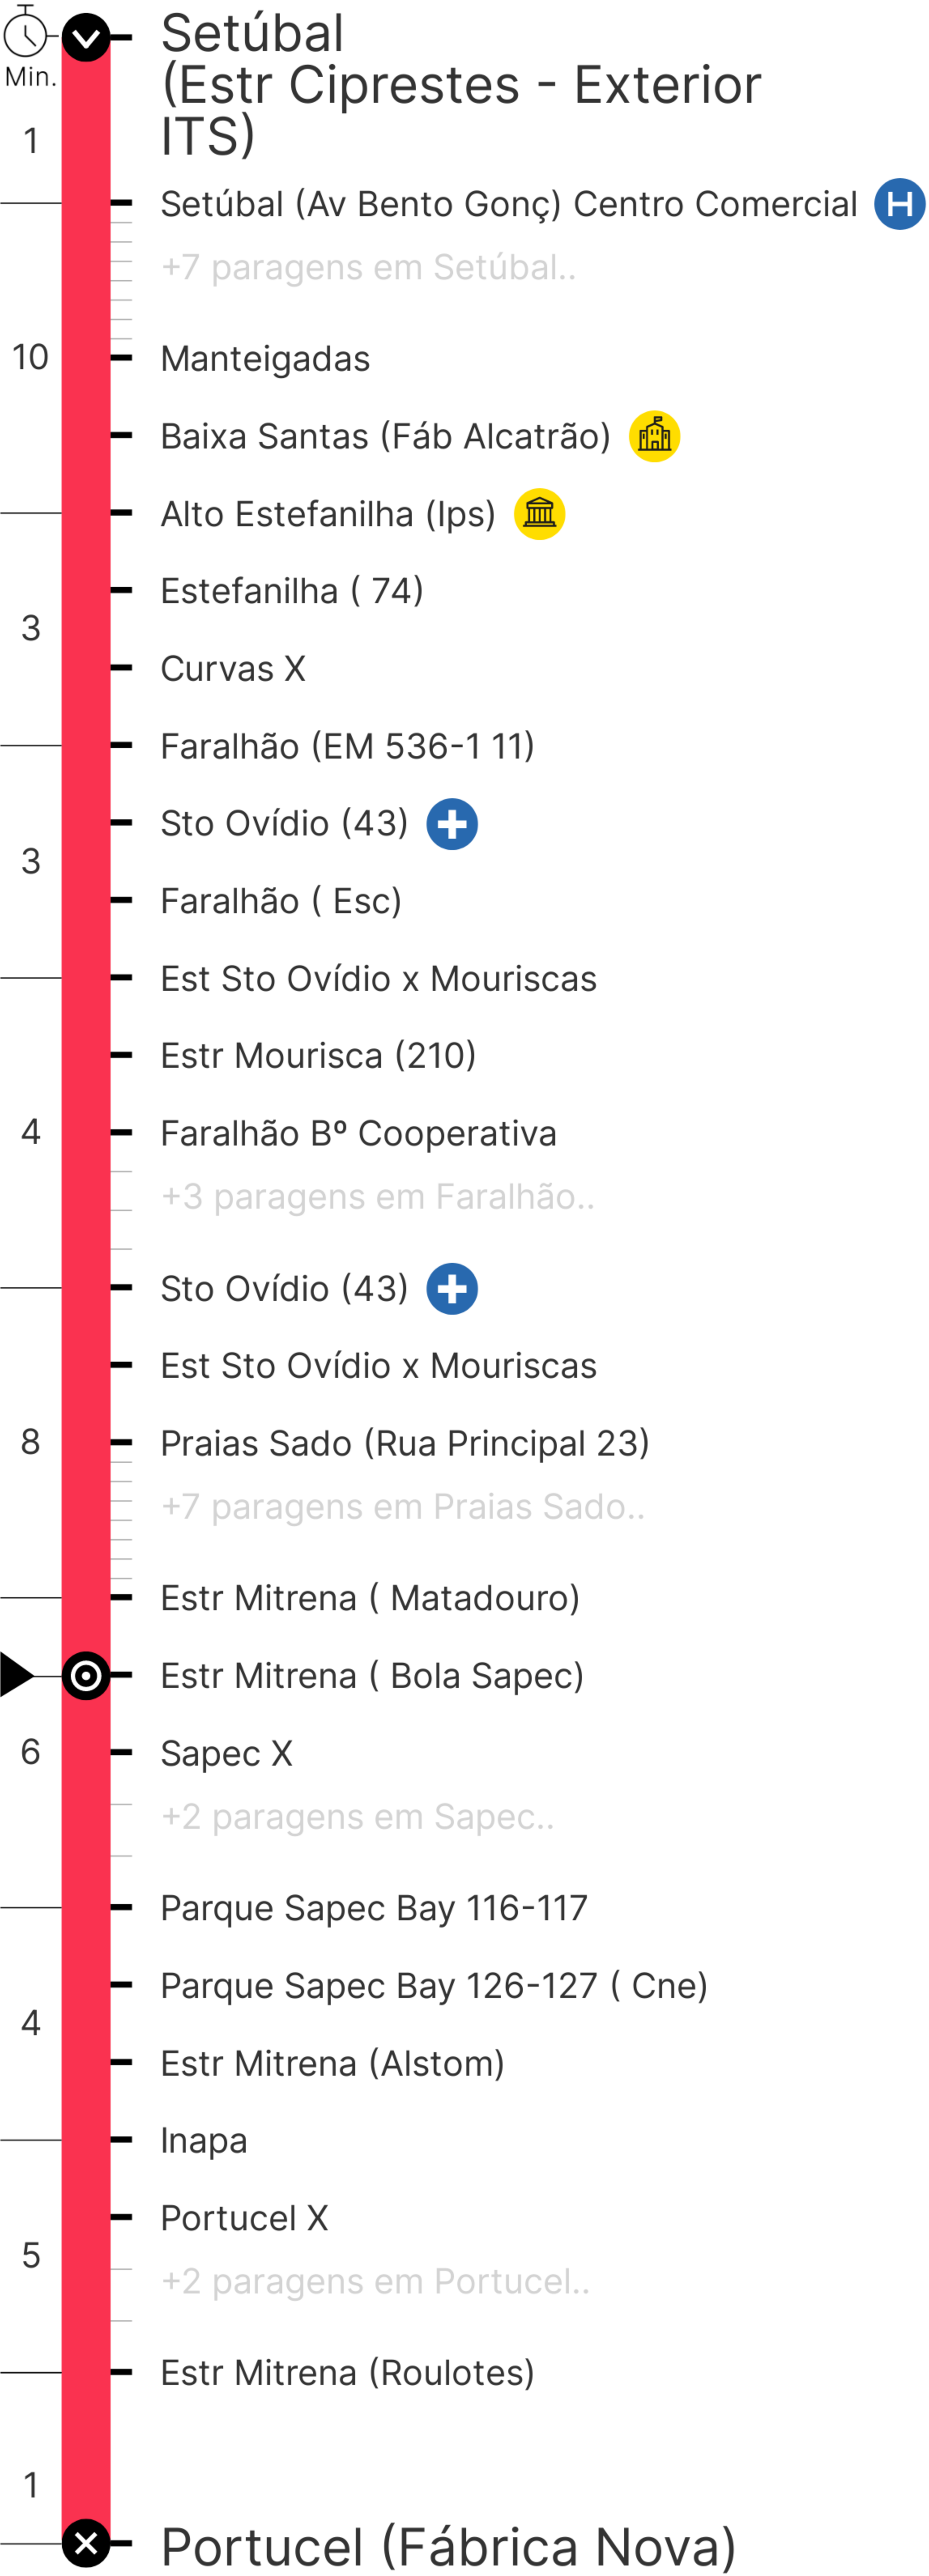 Min.
Setúbal
(Estr Ciprestes - Exterior
ITS)
1
Setúbal (Av Bento Gonç) Centro Comercial H
+7 paragens em Setúbal..
10
Manteigadas
Baixa Santas (Fáb Alcatrão)
Alto Estefanilha (Ips)
Estefanilha ( 74)
3
Curvas X
Faralhão (EM 536-1 11)
Sto Ovídio (43)
3
Faralhão ( Esc)
Est Sto Ovídio x Mouriscas
Estr Mourisca (210)
4
Faralhão Bº Cooperativa
+3 paragens em Faralhão..
Sto Ovídio (43)
Est Sto Ovídio x Mouriscas
8
Praias Sado (Rua Principal 23)
+7 paragens em Praias Sado..
Estr Mitrena ( Matadouro)
Estr Mitrena ( Bola Sapec)
6
Sapec X
+2 paragens em Sapec..
Parque Sapec Bay 116-117
Parque Sapec Bay 126-127 ( Cne)
4
Estr Mitrena (Alstom)
Inapa
Portucel X
5
+2 paragens em Portucel..
Estr Mitrena (Roulotes)
1
Portucel (Fábrica Nova)